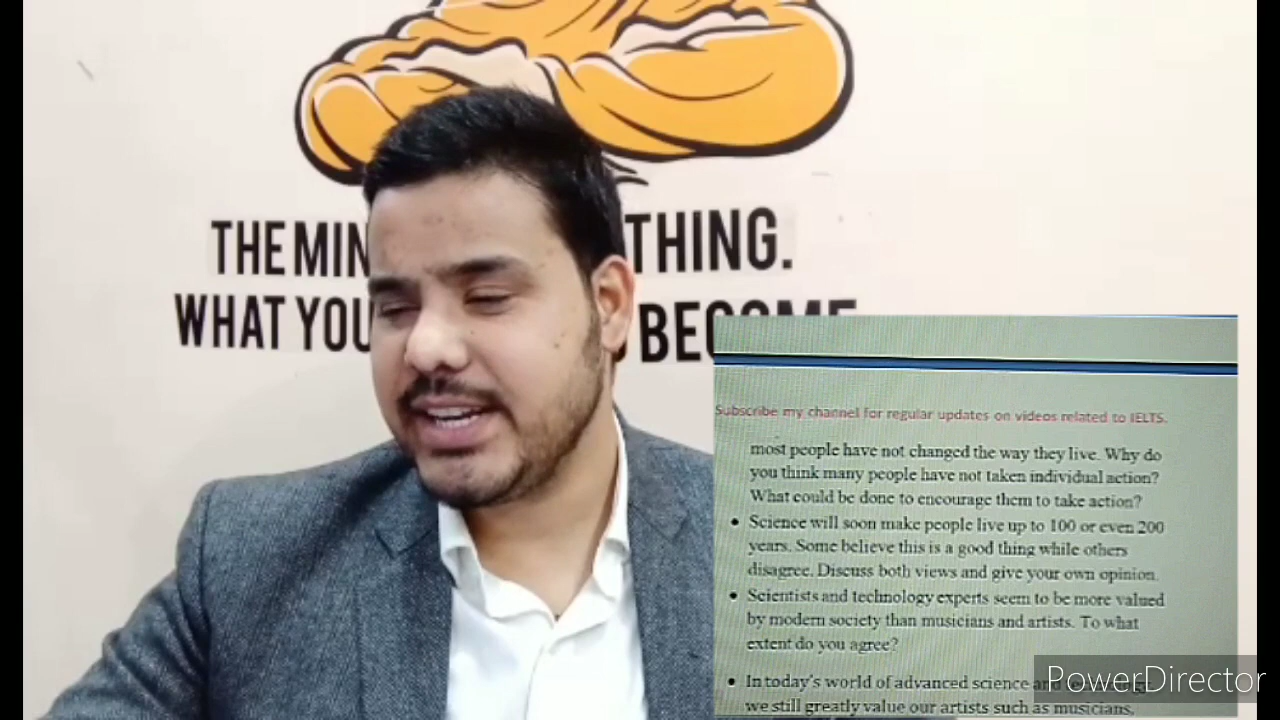 THE MIN THING.
WHAT YOU BECOME
Subscribe my channel for regular updates on videos related to IELTS.
most people have not changed the way they live. Why do
you think many people have not taken individual action?
What could be done to encourage them to take action?
• Science will soon make people live up to 100 or even 200
years. Some believe this is a good thing while others
disagree. Discuss both views and give your own opinion.
• Scientists and technology experts seem to be more valued
by modern society than musicians and artists. To what
extent do you agree?
• In today's world of advanced science and
we still greatly value our artists such as musicians,
PowerDirector